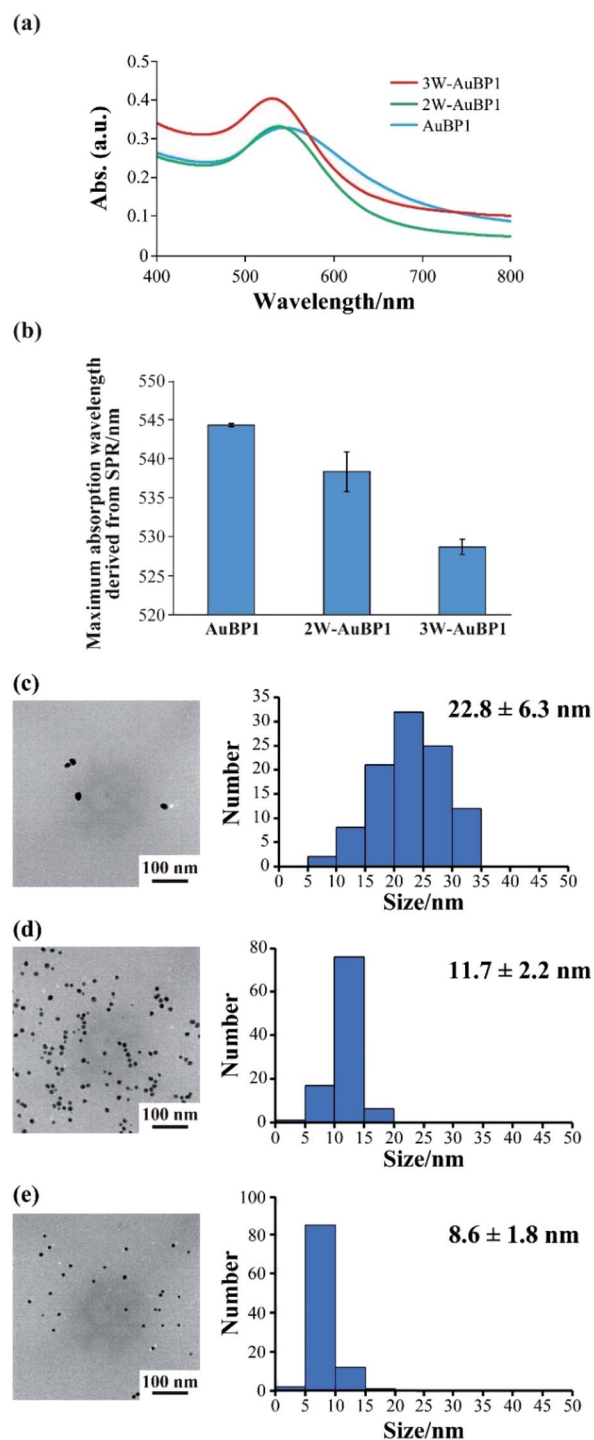 (a)
0.5
0.4
0.3
0.2
0.1
0
Abs. (a.u.)
3W-AuBP1
2W-AuBP1
AuBP1
400 500 600 700 800
Wavelength/nm
(b)
550
545
540
535
530
525
520
Maximum absorption wavelength
derived from SPR/nm
AuBP1 2W-AuBP1 3W-AuBP1
(c)
100 nm
22.8 ± 6.3 nm
35
30
25
20
15
10
5
0
Number
0 5 10 15 20 25 30 35 40 45 50
Size/nm
(d)
100 nm
11.7 ± 2.2 nm
80
60
40
20
0
Number
0 5 10 15 20 25 30 35 40 45 50
Size/nm
(e)
100 nm
8.6 ± 1.8 nm
100
80
60
40
20
0
Number
0 5 10 15 20 25 30 35 40 45 50
Size/nm